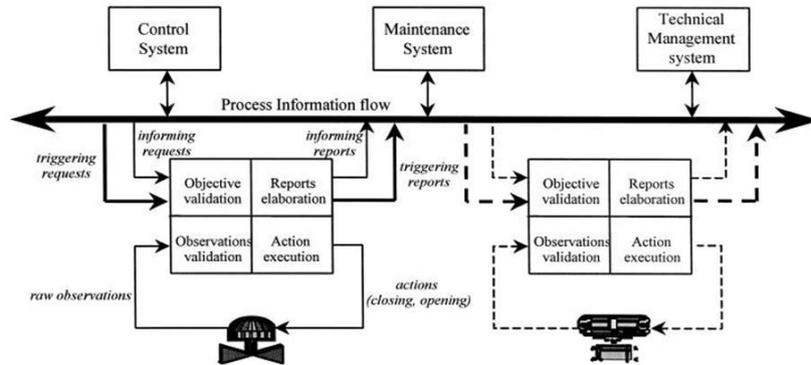 Control
System
Maintenance
System
Technical
Management
system
Process Information flow
informing
requests
informing
reports
triggering
requests
triggering
reports
Objective
validation
Reports
elaboration
Observations
validation
Action
execution
Objective
validation
Reports
elaboration
Observations
validation
Action
execution
raw observations
actions
(closing, opening)